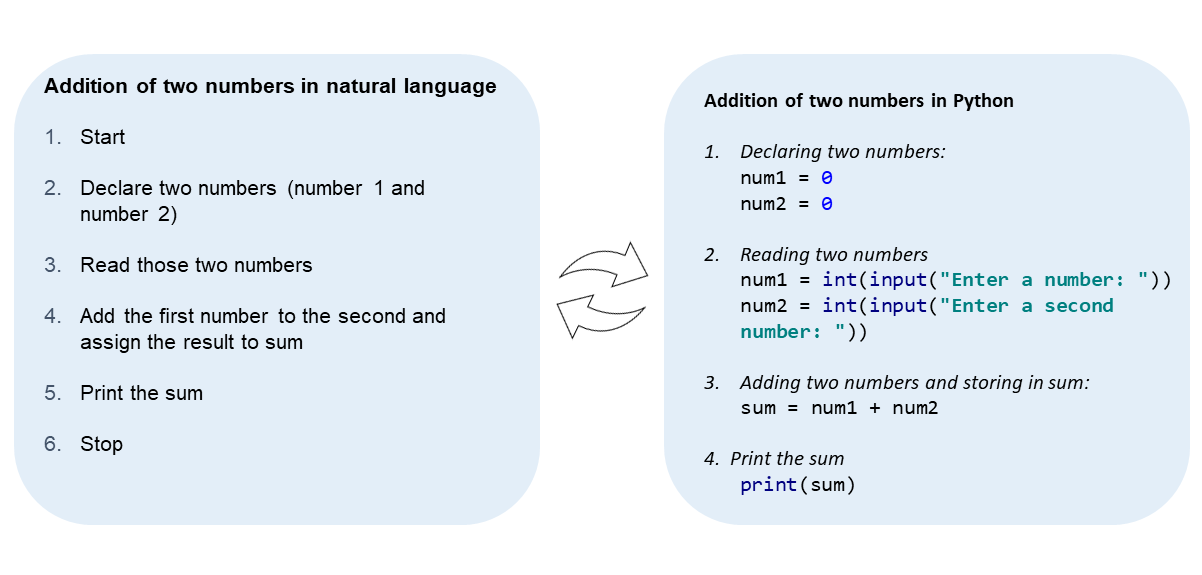 Addition of two numbers in natural language
1. Start
2. Declare two numbers (number 1 and
number 2)
3. Read those two numbers
4. Add the first number to the second and
assign the result to sum
5. Print the sum
6. Stop
Addition of two numbers in Python
1. Declaring two numbers:
num1 = 0
num2 = 0
2. Reading two numbers
num1 = int(input("Enter a number: "))
num2 = int(input("Enter a second
number: "))
3. Adding two numbers and storing in sum:
sum = num1 + num2
4. Print the sum
print(sum)